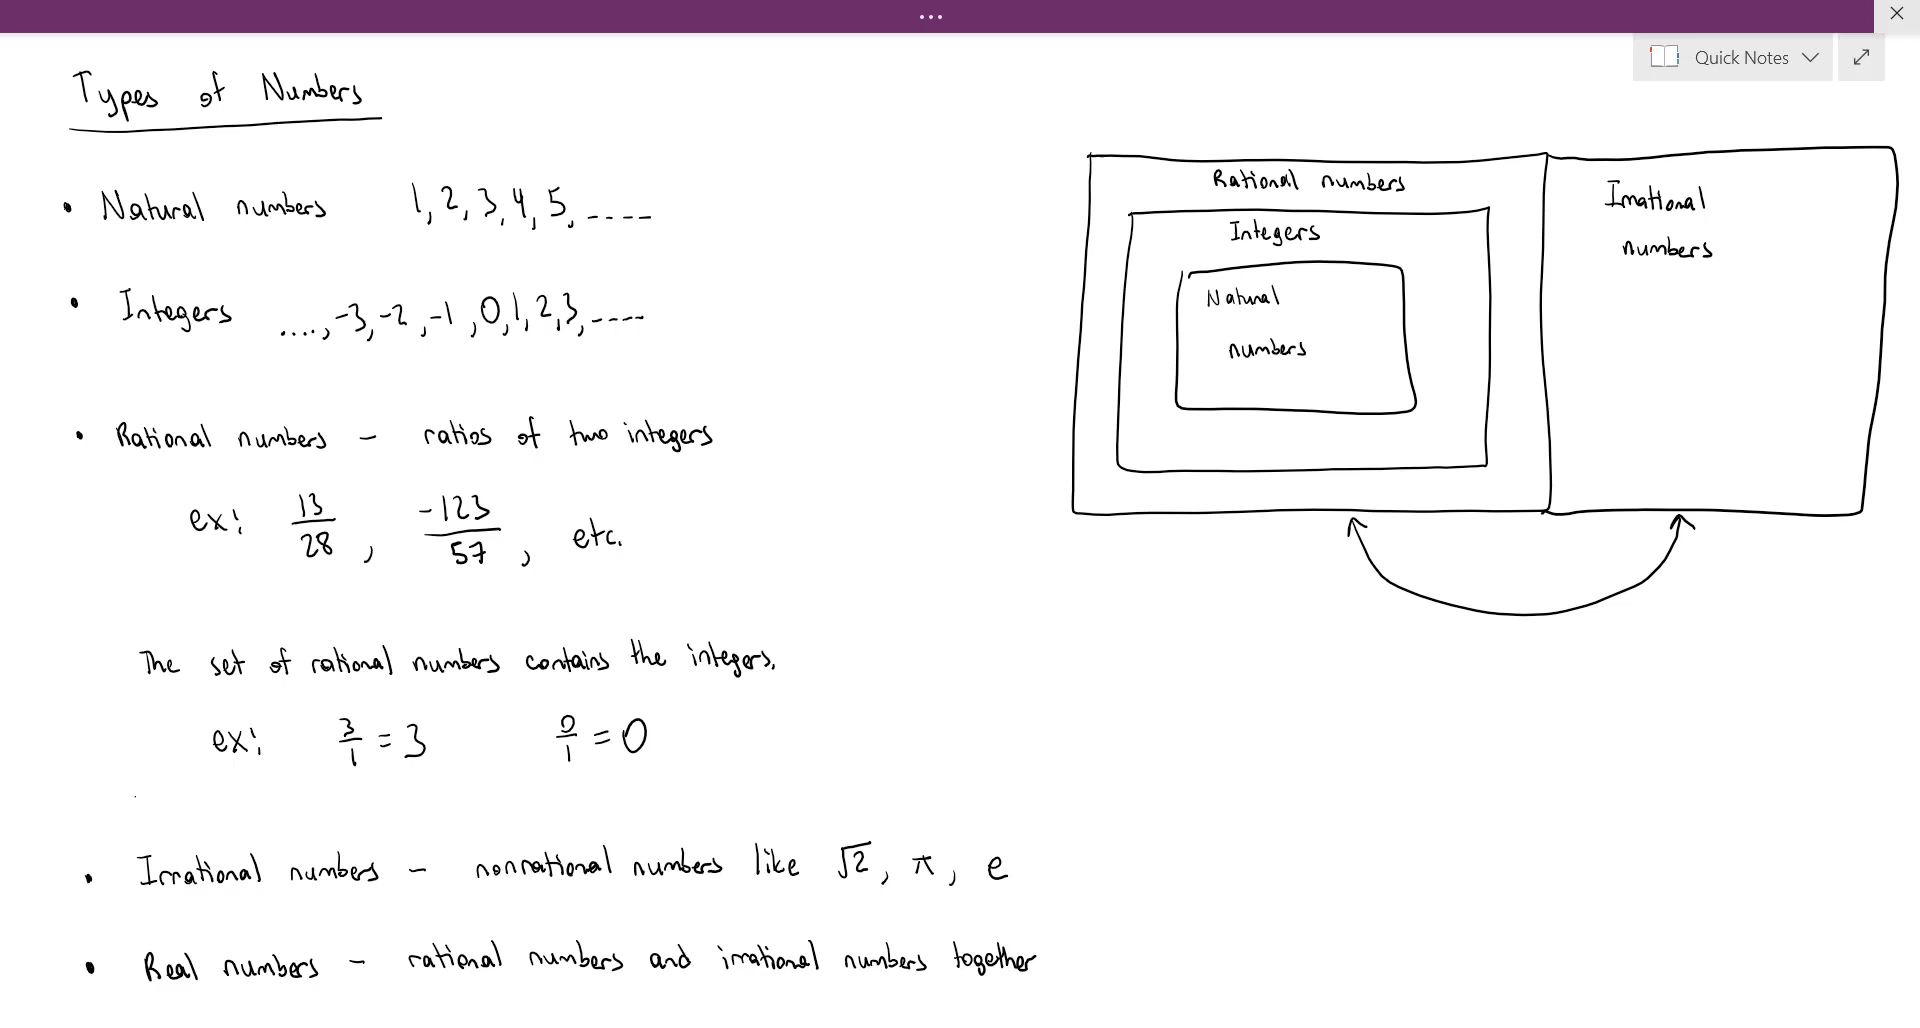 ...
Quick Notes
Types of Numbers
• Natural numbers 1, 2, 3, 4, 5, ----
• Integers ...., -3, -2, -1, 0, 1, 2, 3, ----
• Rational numbers - ratios of two integers
ex: 13/28, -123/57, etc.
The set of rational numbers contains the integers.
ex: 3/1 = 3 0/1 = 0
• Irrational numbers - nonrational numbers like √2, π, e
• Real numbers - rational numbers and irrational numbers together
Rational numbers
Integers
Natural
numbers
Irrational
numbers